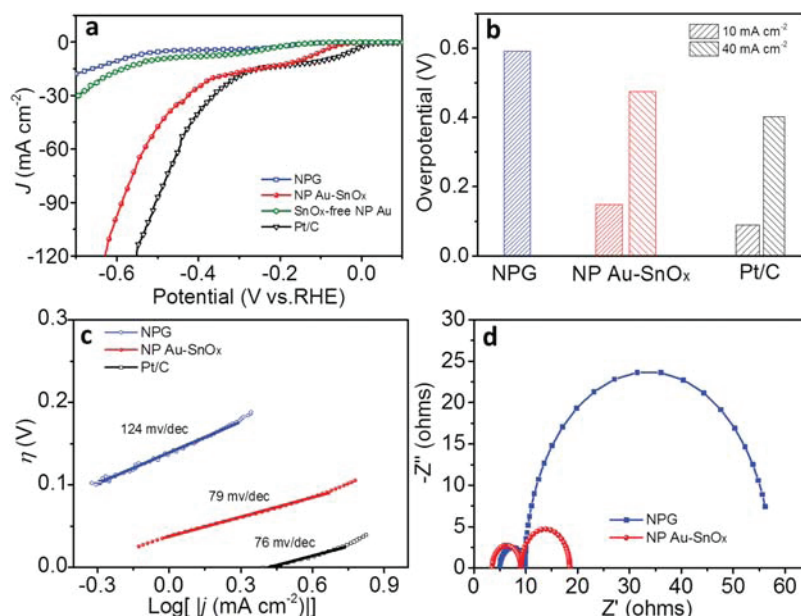 a
0
-30
-60
-90
-120
J (mA cm⁻²)
NPG
NP Au-SnOₓ
SnOₓ-free NP Au
Pt/C
-0.6
-0.4
-0.2
0.0
Potential (V vs.RHE)
b
10 mA cm⁻²
40 mA cm⁻²
0.6
0.4
0.2
0.0
Overpotential (V)
NPG
NP Au-SnOₓ
Pt/C
c
NPG
NP Au-SnOₓ
Pt/C
0.3
0.2
0.1
0.0
η (V)
124 mv/dec
79 mv/dec
76 mv/dec
-0.3
0.0
0.3
0.6
0.9
Log[ |j (mA cm⁻²)|]
d
30
25
20
15
10
5
0
-Z'' (ohms)
NPG
NP Au-SnOₓ
0
10
20
30
40
50
60
Z' (ohms)